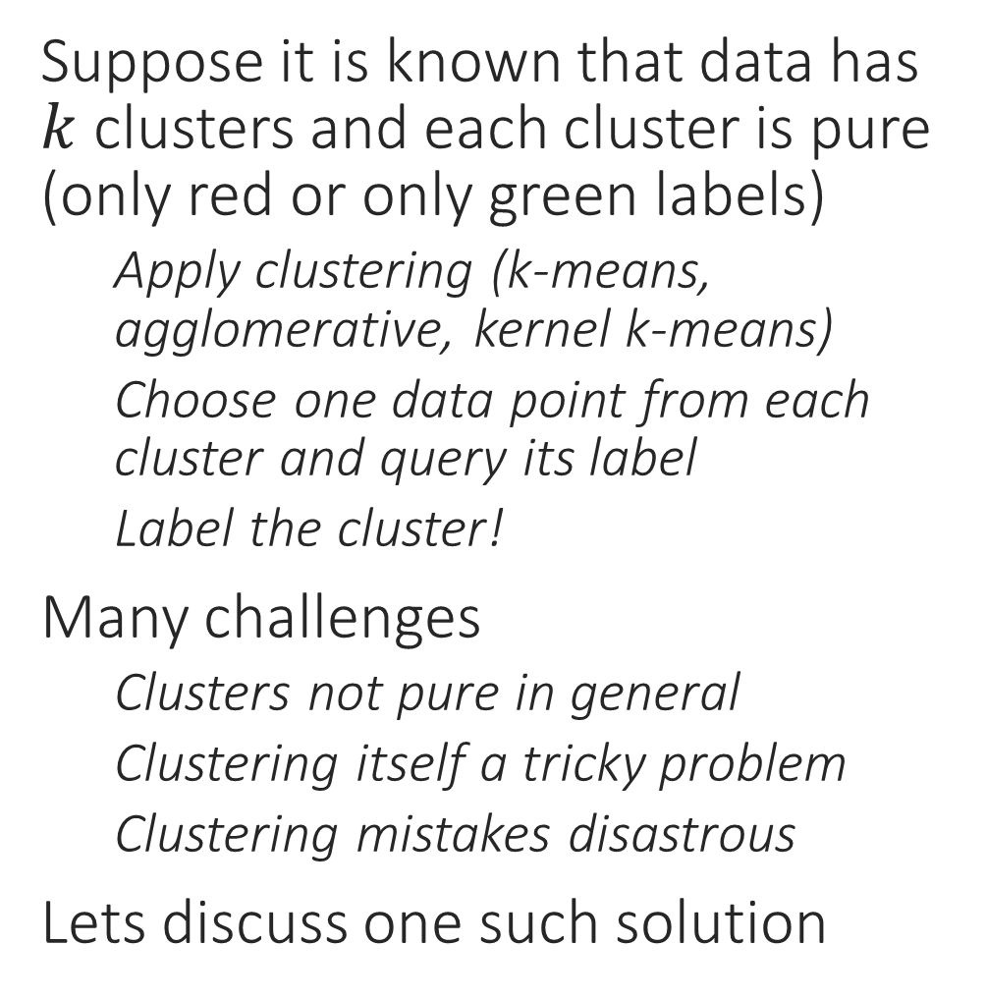 Suppose it is known that data has
k clusters and each cluster is pure
(only red or only green labels)
Apply clustering (k-means,
agglomerative, kernel k-means)
Choose one data point from each
cluster and query its label
Label the cluster!
Many challenges
Clusters not pure in general
Clustering itself a tricky problem
Clustering mistakes disastrous
Lets discuss one such solution